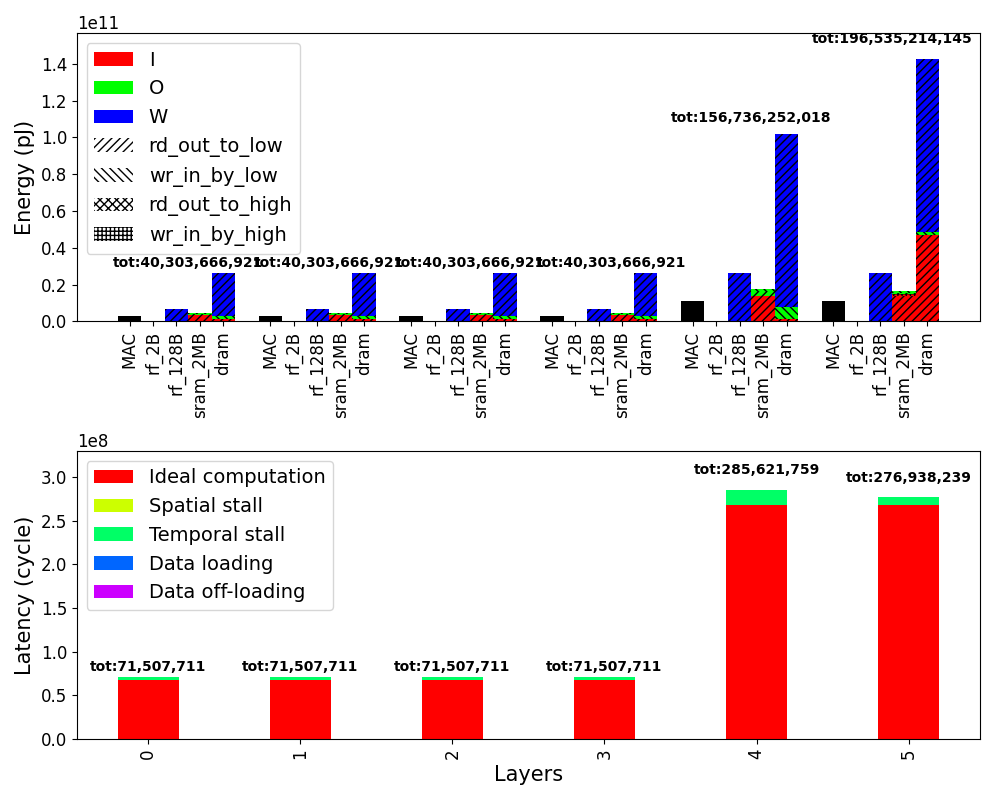 1e11
Energy (pJ)
1.4
1.2
1.0
0.8
0.6
0.4
0.2
0.0
I
O
W
rd_out_to_low
wr_in_by_low
rd_out_to_high
wr_in_by_high
tot:40,303,666,921
tot:40,303,666,921
tot:40,303,666,921
tot:40,303,666,921
tot:156,736,252,018
tot:196,535,214,145
MAC
rf_2B
rf_128B
sram_2MB
dram
MAC
rf_2B
rf_128B
sram_2MB
dram
MAC
rf_2B
rf_128B
sram_2MB
dram
MAC
rf_2B
rf_128B
sram_2MB
dram
MAC
rf_2B
rf_128B
sram_2MB
dram
MAC
rf_2B
rf_128B
sram_2MB
dram
1e8
Latency (cycle)
3.0
2.5
2.0
1.5
1.0
0.5
0.0
Ideal computation
Spatial stall
Temporal stall
Data loading
Data off-loading
tot:71,507,711
tot:71,507,711
tot:71,507,711
tot:71,507,711
tot:285,621,759
tot:276,938,239
0
1
2
3
4
5
Layers